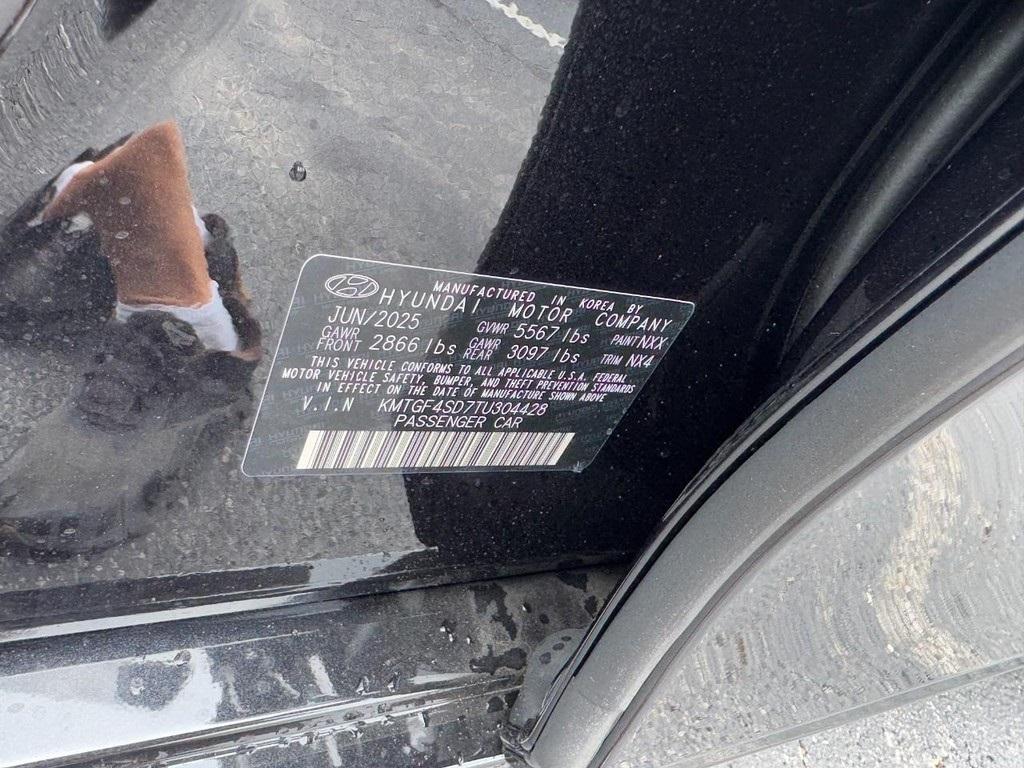 MANUFACTURED IN KOREA BY
HYUNDAI MOTOR COMPANY
JUN/2025 GVWR 5567 lbs PAINT NXX
GAWR FRONT 2866 lbs GAWR REAR 3097 lbs TRIM NX4
THIS VEHICLE CONFORMS TO ALL APPLICABLE U.S.A. FEDERAL
MOTOR VEHICLE SAFETY, BUMPER, AND THEFT PREVENTION STANDARDS
IN EFFECT ON THE DATE OF MANUFACTURE SHOWN ABOVE
V.I.N KMTGF4SD7TU304428
PASSENGER CAR